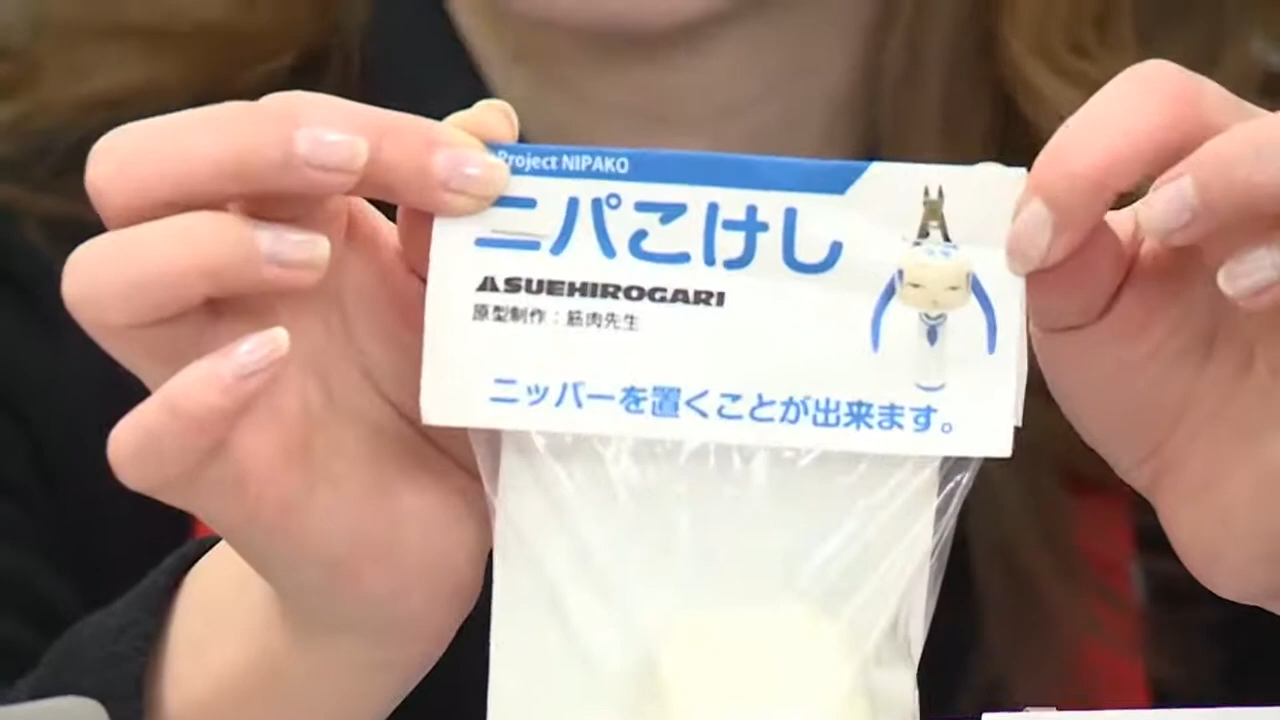 Project NIPAKO
ニパこけし
ASUEHIROGARI
原型制作：筋肉先生
ニッパーを置くことが出来ます。